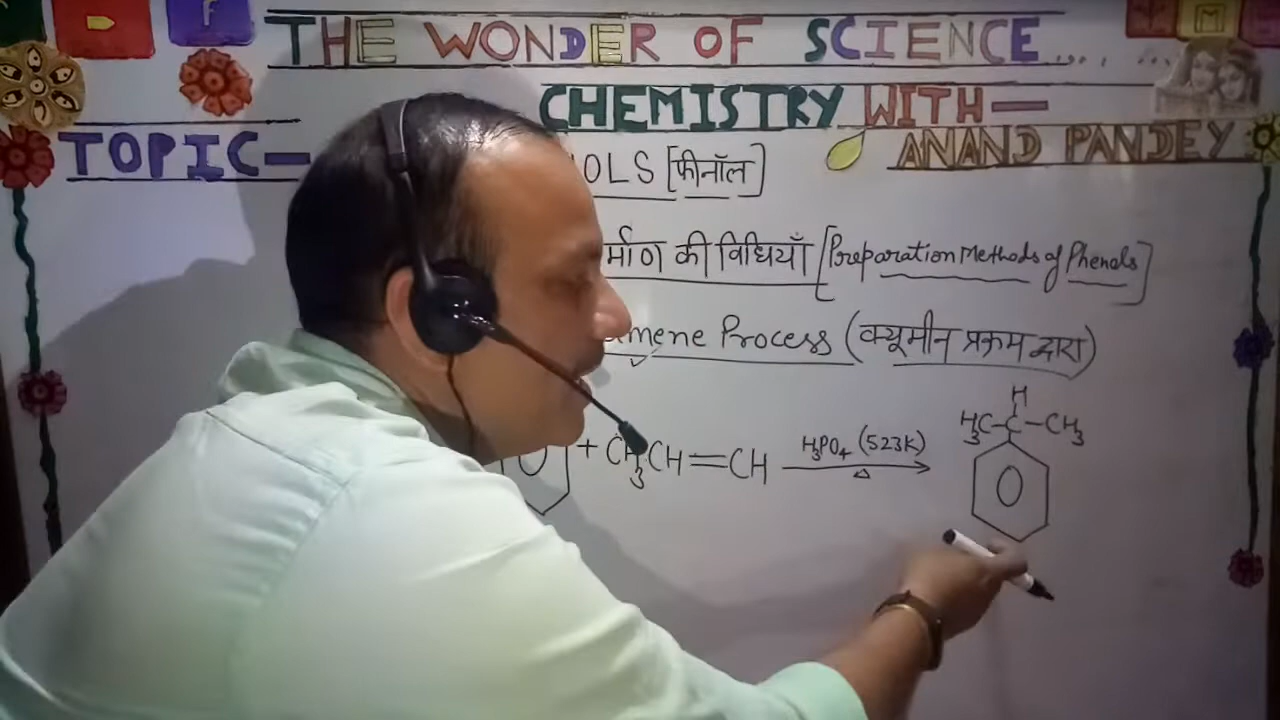 THE WONDER OF SCIENCE.... ...
CHEMISTRY WITH—
TOPIC— OLS [फीनॉल]
ANAND PANDEY
र्माण की विधियाँ [Preparation Methods of Phenols]
mene Process (क्यूमीन प्रक्रम द्वारा)
H
H3C-C-CH3
+ CH3CH=CH H3PO4 (523K)
△